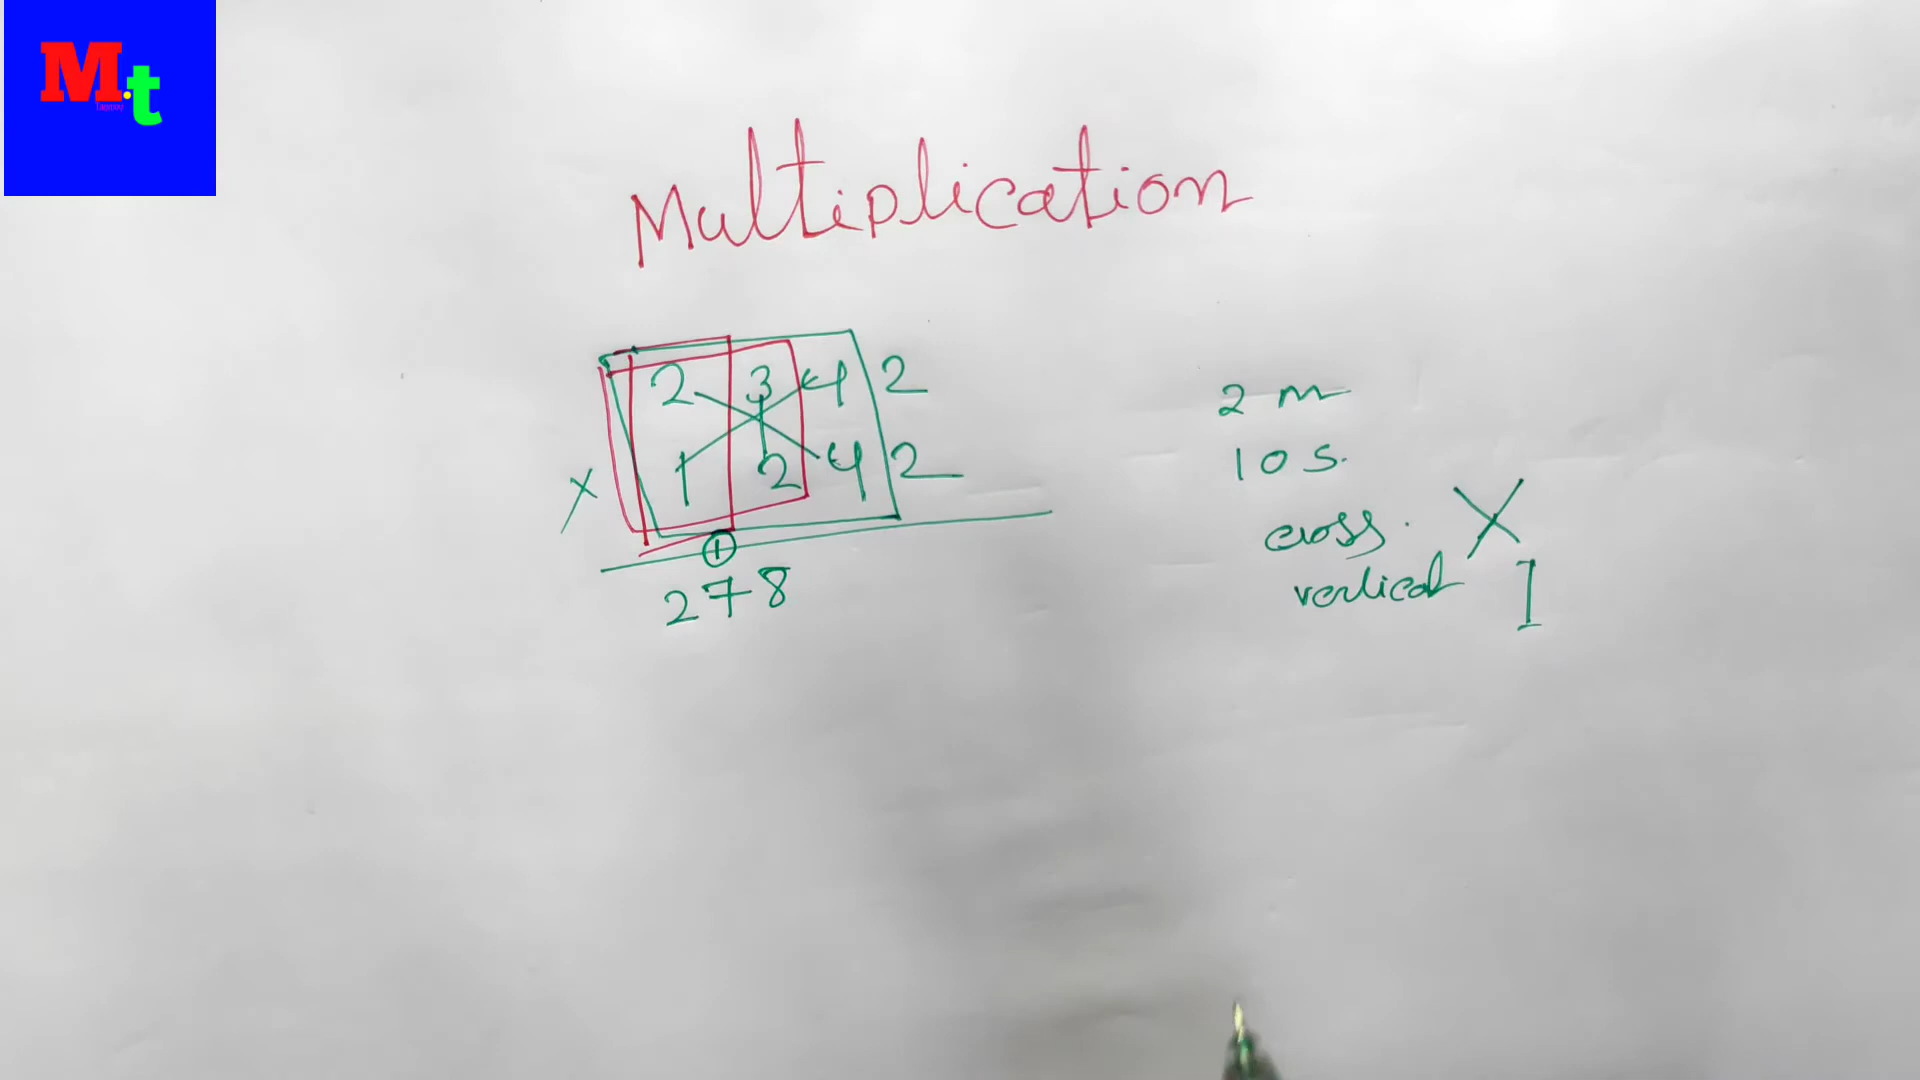 M.t
Multiplication
2 3 4 2
x 1 2 4 2
1
2 7 8
2 m
10 s.
cross. X
vertical I